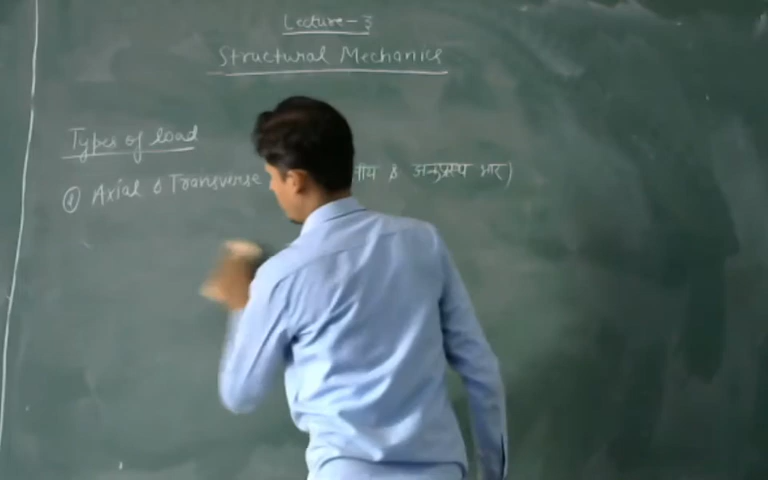 Lecture-3
Structural Mechanics
Types of load
① Axial & Transverse & अनुप्रस्थ भार)